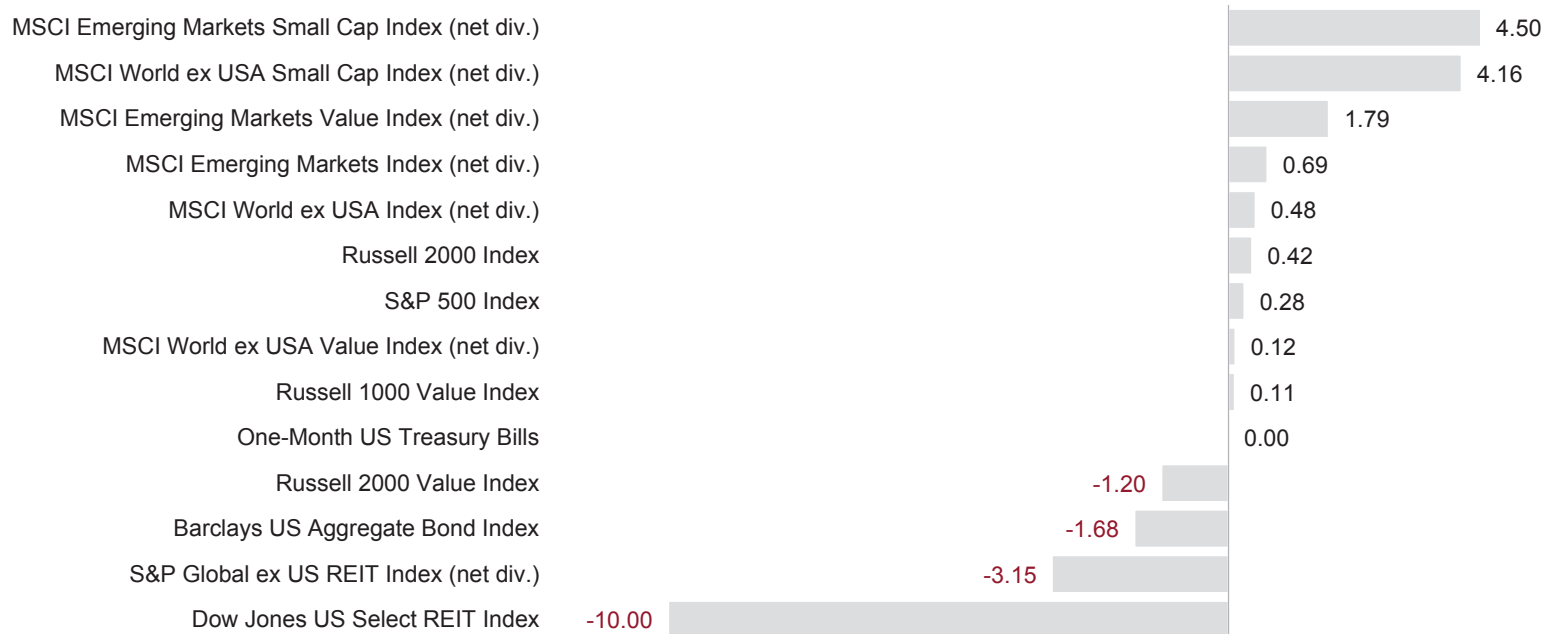 MSCI Emerging Markets Small Cap Index (net div.) 4.50
MSCI World ex USA Small Cap Index (net div.) 4.16
MSCI Emerging Markets Value Index (net div.) 1.79
MSCI Emerging Markets Index (net div.) 0.69
MSCI World ex USA Index (net div.) 0.48
Russell 2000 Index 0.42
S&P 500 Index 0.28
MSCI World ex USA Value Index (net div.) 0.12
Russell 1000 Value Index 0.11
One-Month US Treasury Bills 0.00
Russell 2000 Value Index -1.20
Barclays US Aggregate Bond Index -1.68
S&P Global ex US REIT Index (net div.) -3.15
Dow Jones US Select REIT Index -10.00